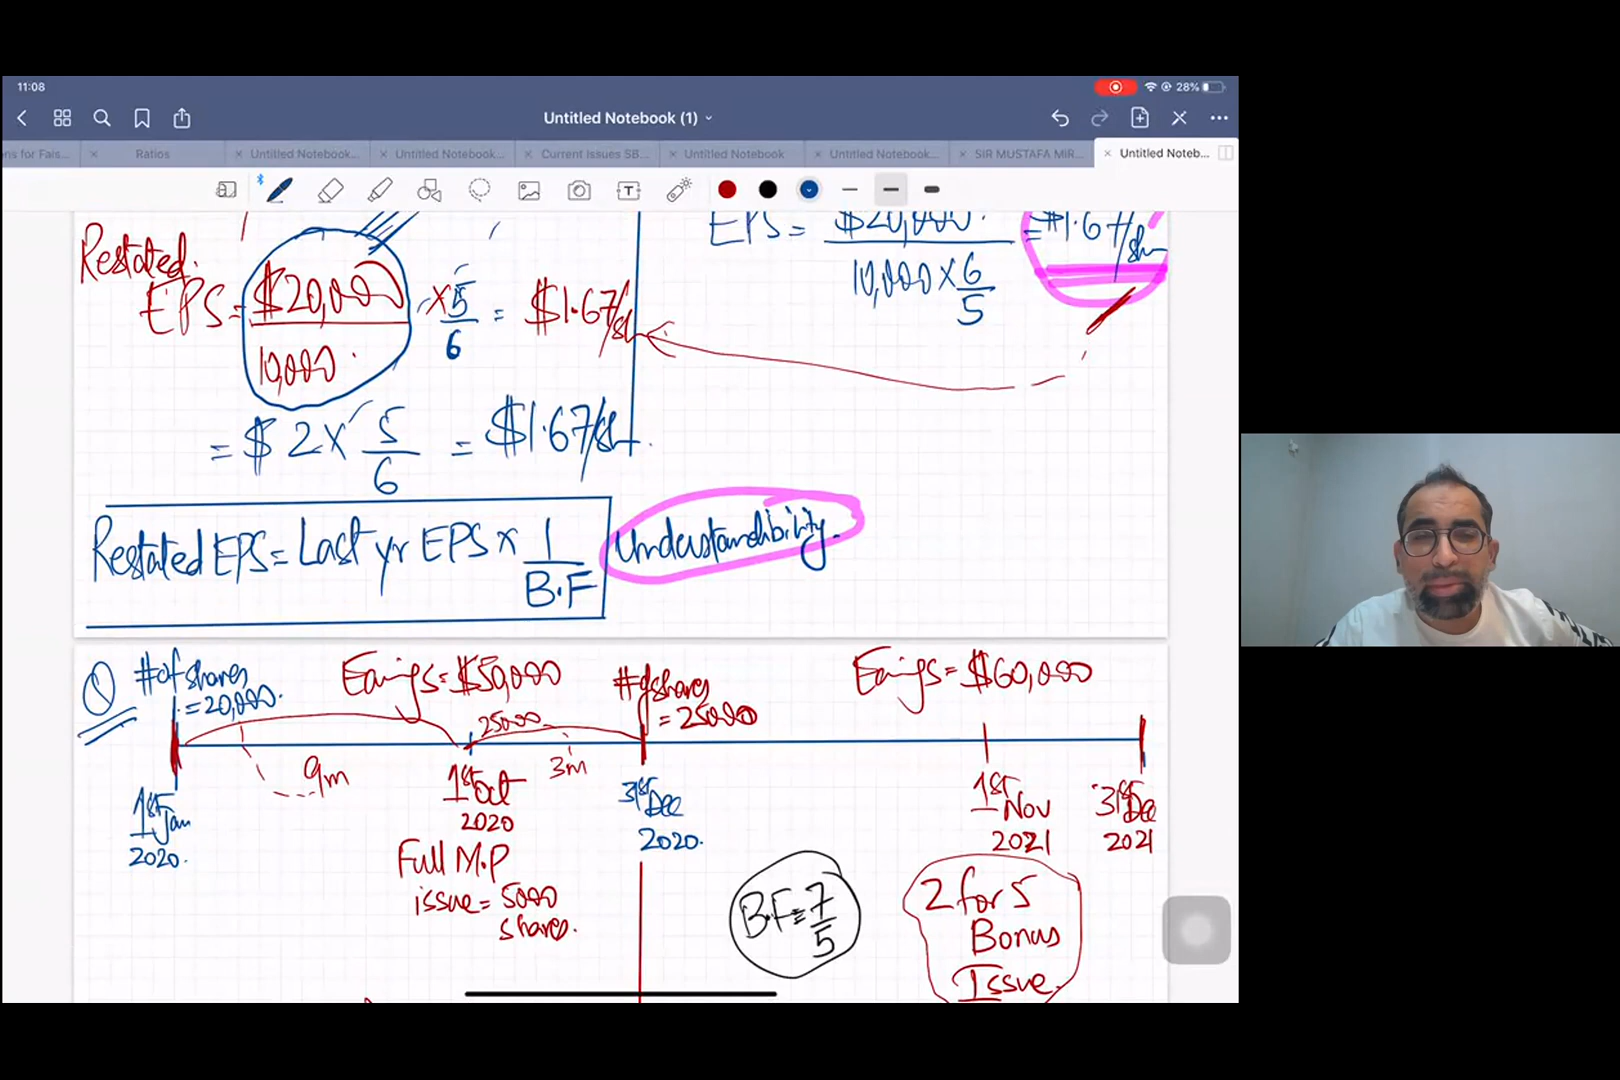 11:08
28%
Untitled Notebook (1)
ns for Fais...
Ratios
Untitled Notebook...
Untitled Notebook...
Current Issues SB...
Untitled Notebook
Untitled Notebook...
SIR MUSTAFA MIR...
Untitled Noteb...
Restated
EPS = $20,000 / 10,000 × 5/6 = $1.67/sh
= $2 × 5/6 = $1.67/sh
EPS = $20,000 / 10,000 × 6/5 = $1.67/sh
Restated EPS = Last yr EPS × 1/B.F
Understandibility.
Q
# of shares
= 20,000.
Earnings = $50,000
# of shares
= 25000
Earnings = $60,000
25000
9m
3m
1st Jan
2020.
1st Oct
2020
31st Dec
2020.
1st Nov
2021
31st Dec
2021
Full M.P
issue = 5000
shares.
B.F = 7/5
2 for 5
Bonus
Issue.